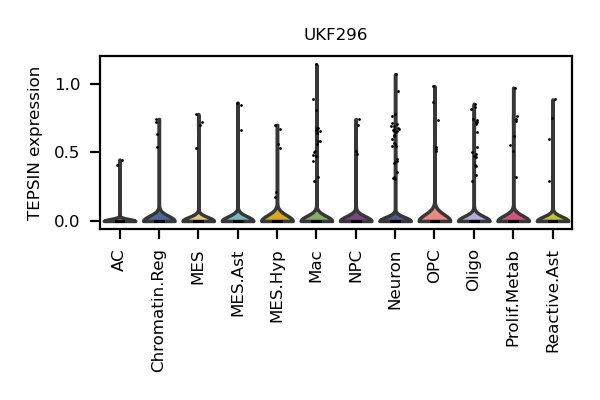 UKF296
TEPSIN expression
1.0
0.5
0.0
AC
Chromatin.Reg
MES
MES.Ast
MES.Hyp
Mac
NPC
Neuron
OPC
Oligo
Prolif.Metab
Reactive.Ast